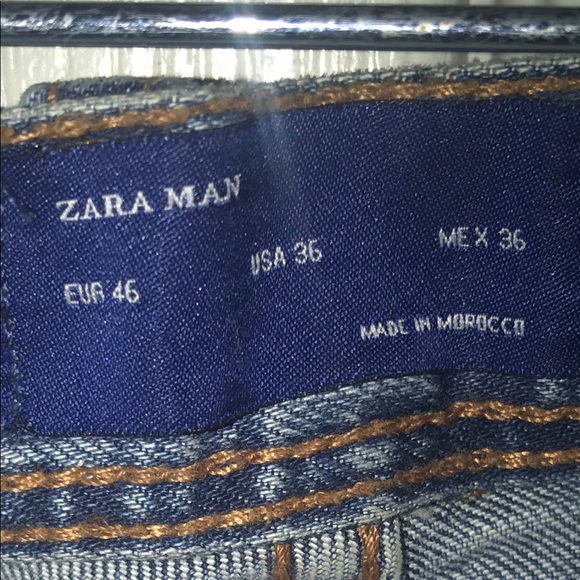 ZARA MAN
EUR 46
USA 36
MEX 36
MADE IN MOROCCO